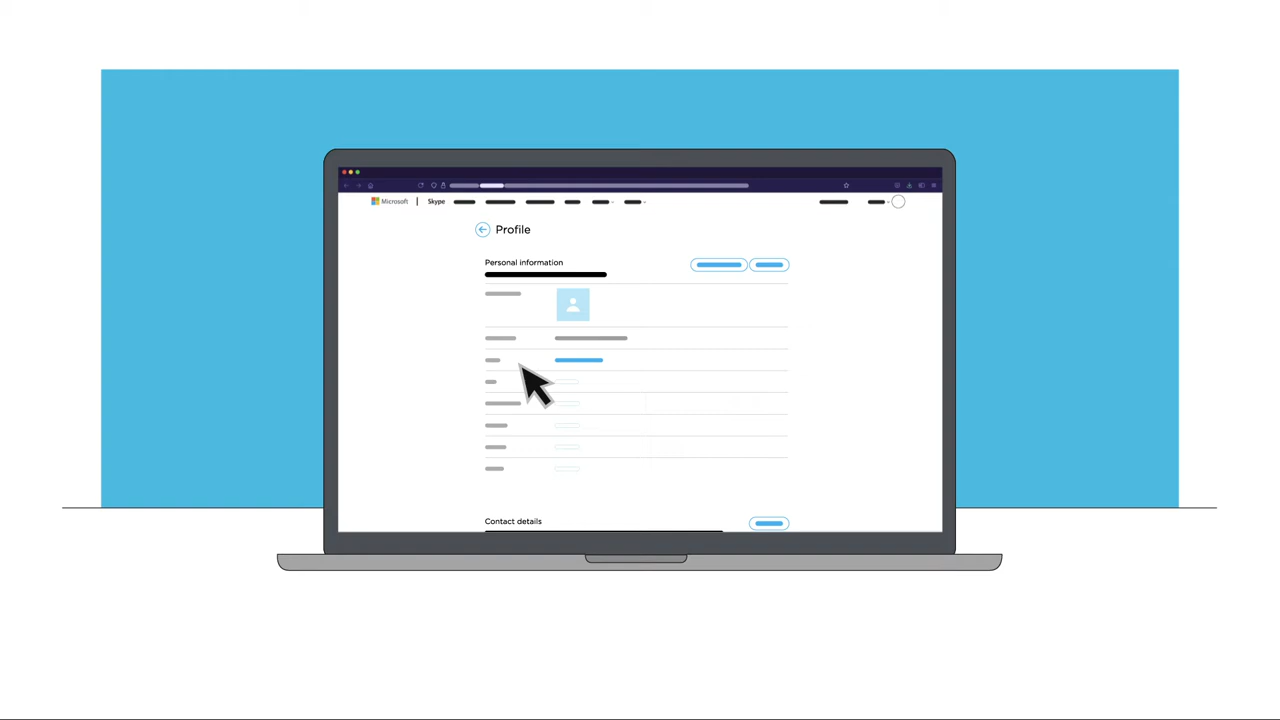 Microsoft | Skype
Profile
Personal information
Contact details